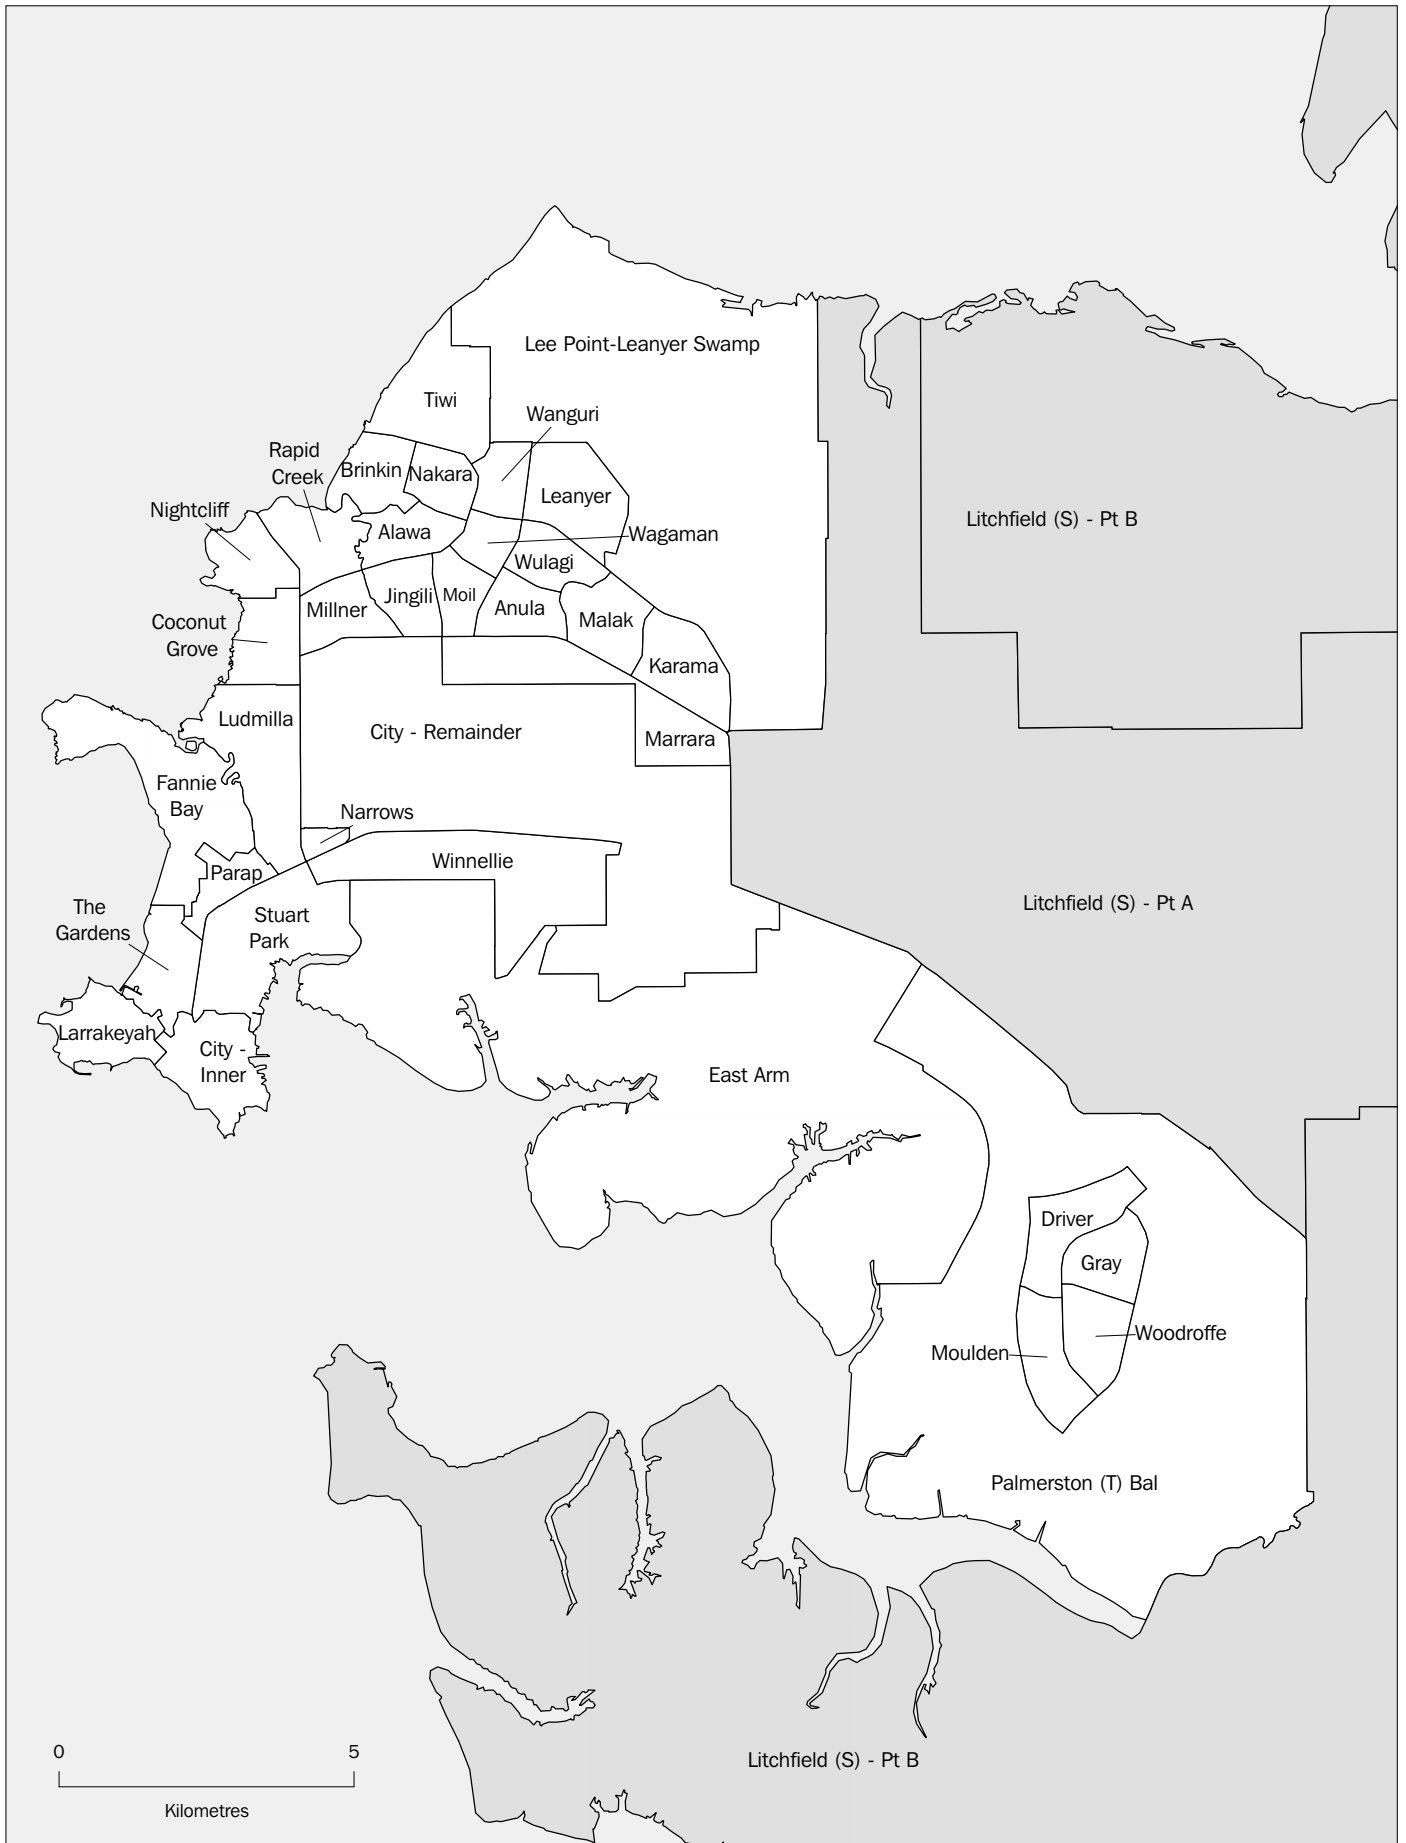 Lee Point-Leanyer Swamp
Tiwi
Wanguri
Rapid
Creek
Brinkin
Nakara
Leanyer
Nightcliff
Litchfield (S) - Pt B
Alawa
Wagaman
Wulagi
Jingili
Moil
Millner
Anula
Malak
Coconut
Grove
Karama
Ludmilla
City - Remainder
Marrara
Fannie
Bay
Narrows
Winnellie
Parap
The
Gardens
Stuart
Park
Litchfield (S) - Pt A
Larrakeyah
City -
Inner
East Arm
Driver
Gray
Woodroffe
Moulden
Palmerston (T) Bal
Litchfield (S) - Pt B
0 5
Kilometres